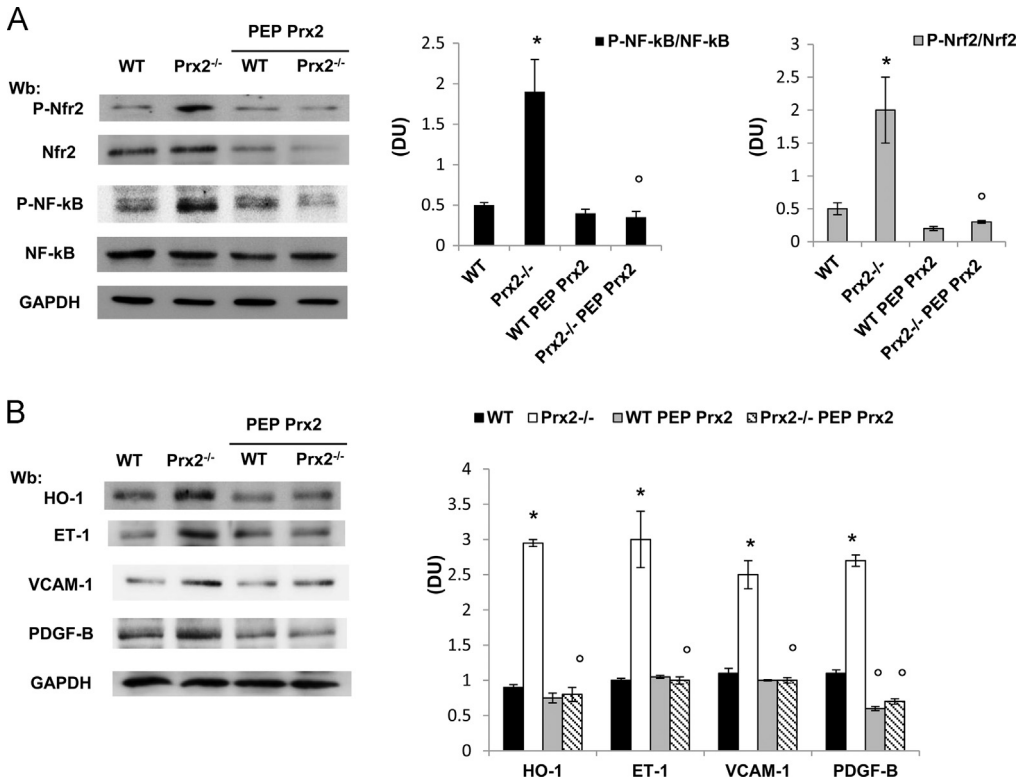 A
PEP Prx2
WT Prx2-/- WT Prx2-/-
Wb:
P-Nfr2
Nfr2
P-NF-kB
NF-kB
GAPDH
P-NF-kB/NF-kB
*
2.5
2
1.5
1
0.5
0
(DU)
°
WT
Prx2-/-
WT PEP Prx2
Prx2-/- PEP Prx2
P-Nrf2/Nrf2
*
3
2.5
2
1.5
1
0.5
0
(DU)
°
WT
Prx2-/-
WT PEP Prx2
Prx2-/- PEP Prx2
B
PEP Prx2
WT Prx2-/- WT Prx2-/-
Wb:
HO-1
ET-1
VCAM-1
PDGF-B
GAPDH
WT Prx2-/- WT PEP Prx2 Prx2-/- PEP Prx2
4
3.5
3
2.5
2
1.5
1
0.5
0
(DU)
* * * *
° ° ° ° °
HO-1 ET-1 VCAM-1 PDGF-B